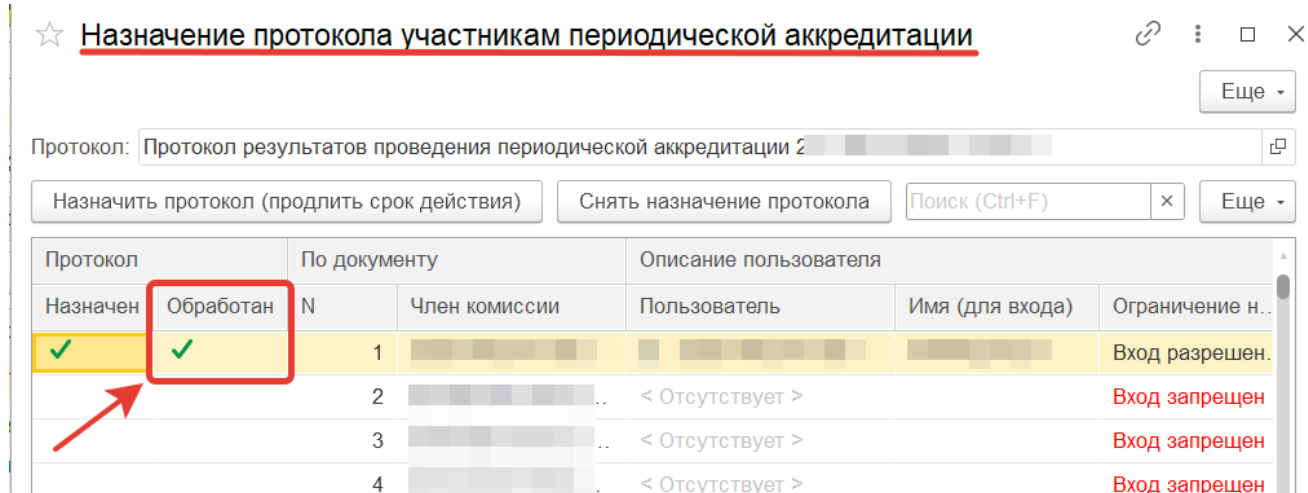 Назначение протокола участникам периодической аккредитации
Еще
Протокол: Протокол результатов проведения периодической аккредитации 2
Назначить протокол (продлить срок действия) Снять назначение протокола Поиск (Ctrl+F) × Еще
Протокол По документу Описание пользователя
Назначен Обработан N Член комиссии Пользователь Имя (для входа) Ограничение н..
1 Вход разрешен.
2 .. < Отсутствует > Вход запрещен
3 .. < Отсутствует > Вход запрещен
4 . < Отсутствует > Вход запрещен